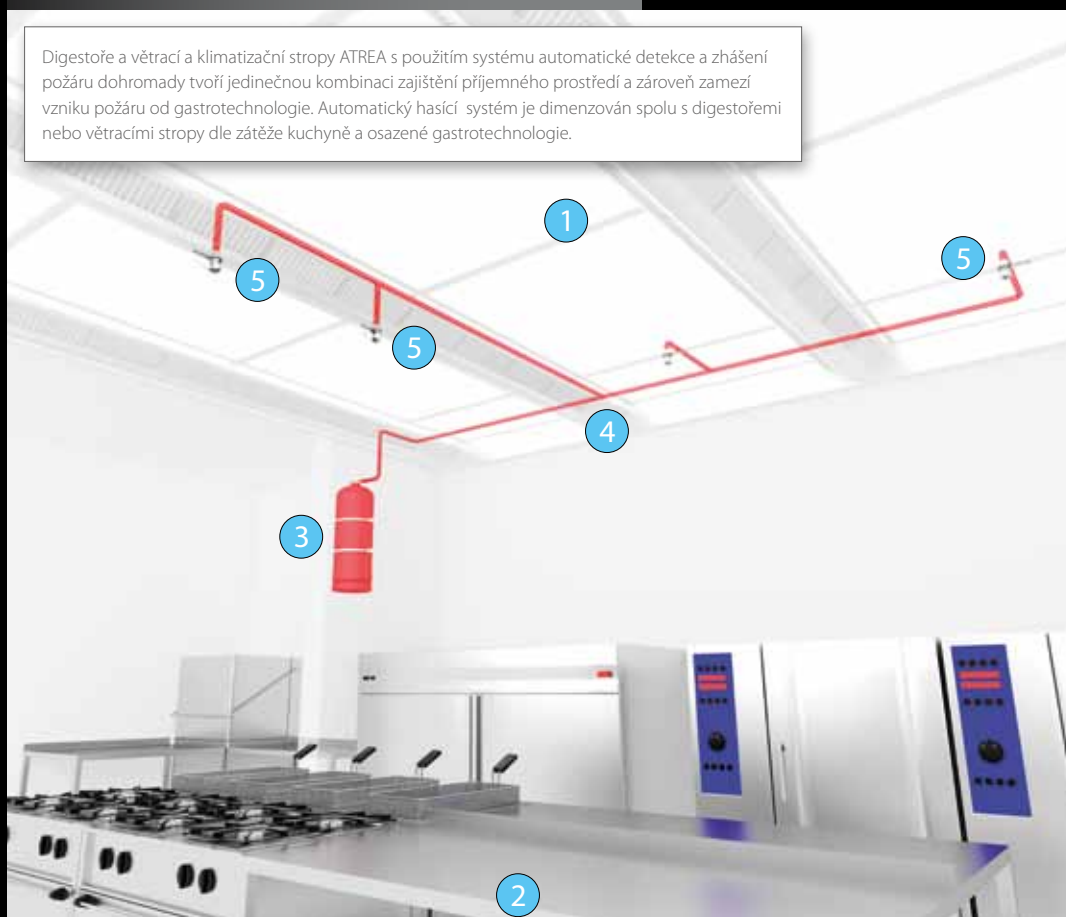 Digestoře a větrací a klimatizační stropy ATREA s použitím systému automatické detekce a zhášení
požáru dohromady tvoří jedinečnou kombinaci zajištění příjemného prostředí a zároveň zamezí
vzniku požáru od gastrotechnologie. Automatický hasící systém je dimenzován spolu s digestořemi
nebo větracími stropy dle zátěže kuchyně a osazené gastrotechnologie.
1
5
5
5
4
3
2